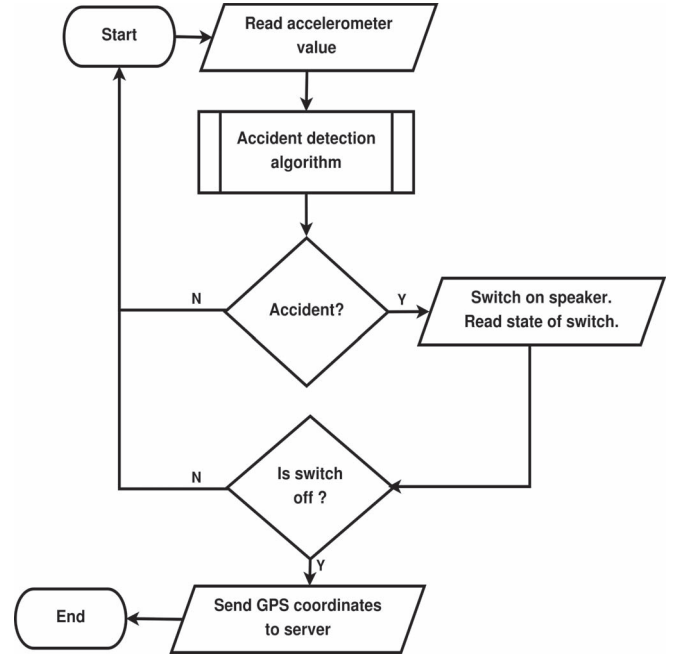 Start
Read accelerometer
value
Accident detection
algorithm
Accident?
N
Y
Switch on speaker.
Read state of switch.
Is switch
off ?
N
Y
Send GPS coordinates
to server
End